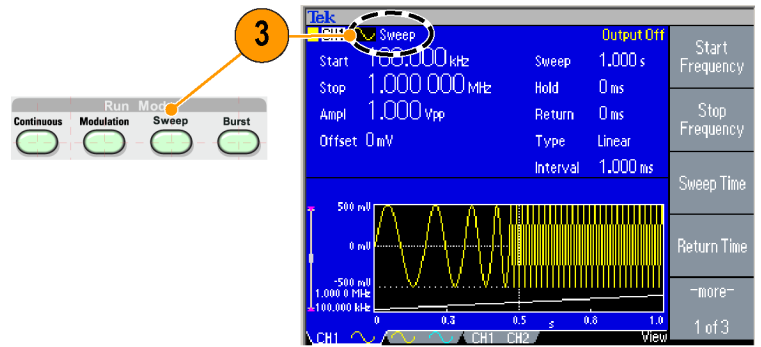 3
Run Mode
Continuous Modulation Sweep Burst
Tek
CH1 Sweep Output Off
Start 100.000 kHz Sweep 1.000 s
Stop 1.000 000 MHz Hold 0 ms
Ampl 1.000 Vpp Return 0 ms
Offset 0 mV Type Linear
Interval 1.000 ms
500 mV
0 mV
-500 mV
1.000 0 MHz
100.000 kHz
0 0.3 0.5 s 0.8 1.0
CH1 CH1 CH2 View
Start
Frequency
Stop
Frequency
Sweep Time
Return Time
-more-
1 of 3